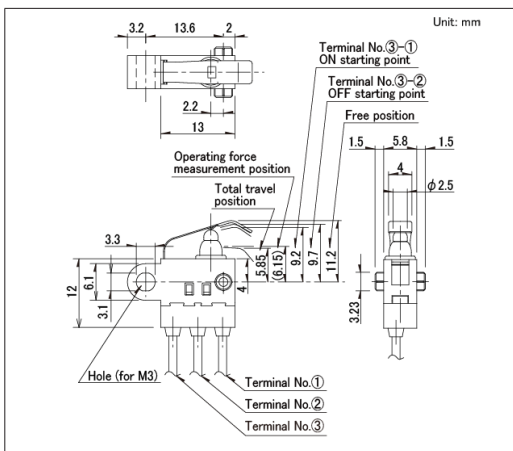 Unit: mm
3.2
13.6
2
Terminal No.③-①
ON starting point
Terminal No.③-②
OFF starting point
Free position
2.2
13
1.5
5.8
1.5
4
φ2.5
Operating force
measurement position
Total travel
position
3.3
12
6.1
3.1
4
5.85
(6.15)
9.2
9.7
11.2
3.23
Hole (for M3)
Terminal No.①
Terminal No.②
Terminal No.③